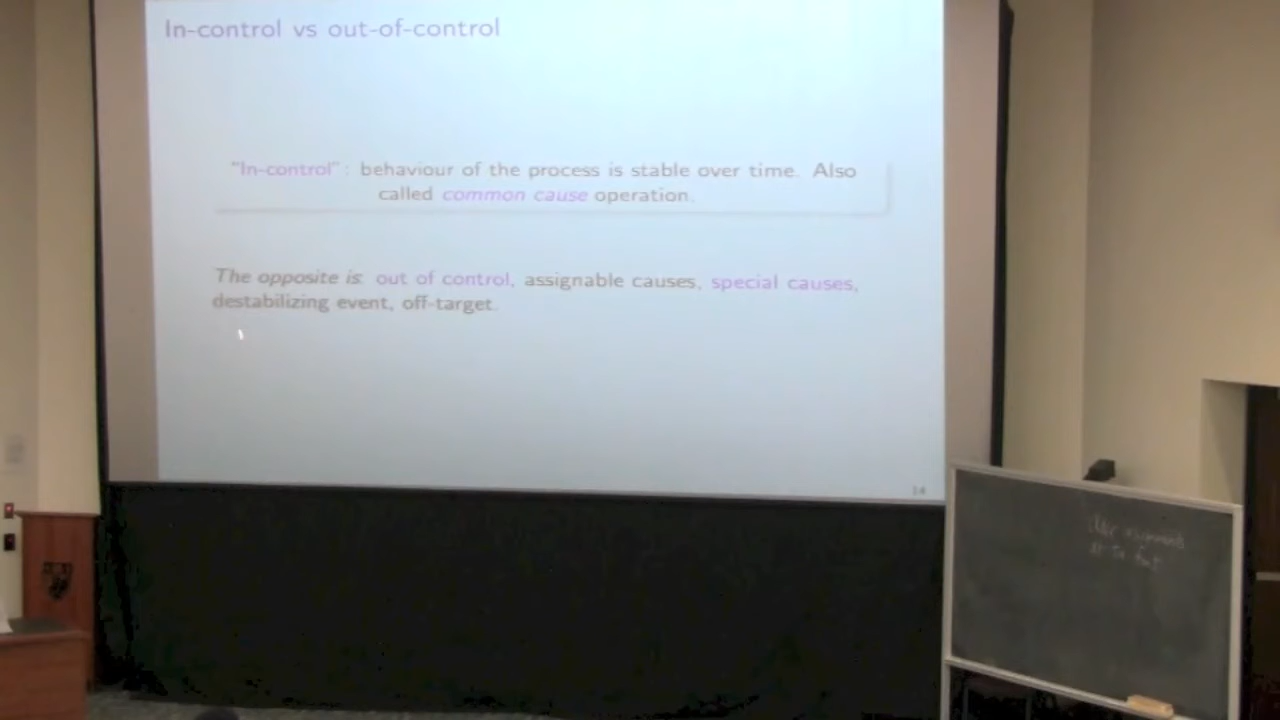 In-control vs out-of-control
"In-control" : behaviour of the process is stable over time. Also
called common cause operation.
The opposite is: out of control, assignable causes, special causes,
destabilizing event, off-target.
14